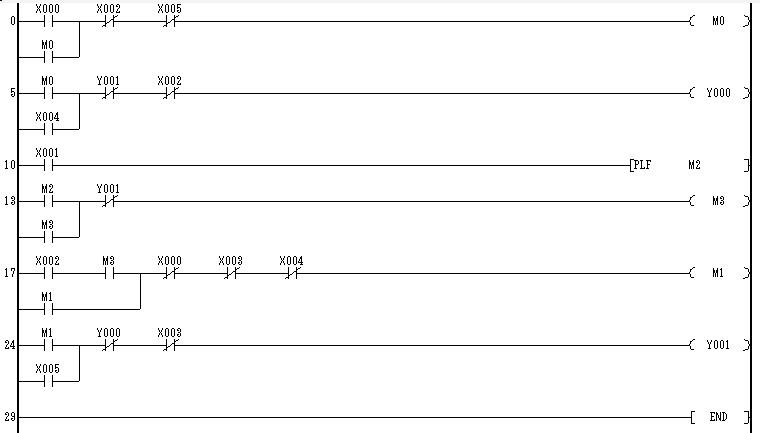 X000 X002 X005
0 M0
M0
M0 Y001 X002
5 Y000
X004
X001
10 PLF M2
M2 Y001
13 M3
M3
X002 M3 X000 X003 X004
17 M1
M1
M1 Y000 X003
24 Y001
X005
29 END